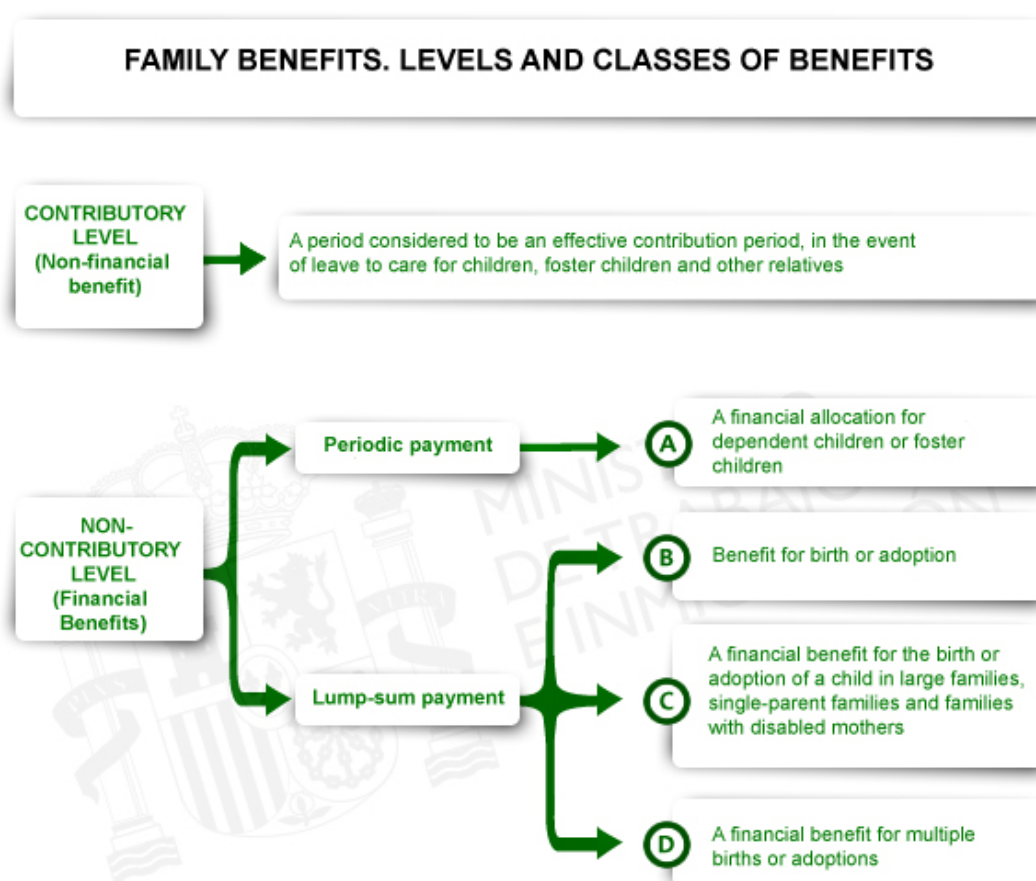 FAMILY BENEFITS. LEVELS AND CLASSES OF BENEFITS
CONTRIBUTORY
LEVEL
(Non-financial
benefit)
A period considered to be an effective contribution period, in the event
of leave to care for children, foster children and other relatives
NON-
CONTRIBUTORY
LEVEL
(Financial
Benefits)
Periodic payment
A
A financial allocation for
dependent children or foster
children
B
Benefit for birth or adoption
Lump-sum payment
C
A financial benefit for the birth or
adoption of a child in large families,
single-parent families and families
with disabled mothers
D
A financial benefit for multiple
births or adoptions